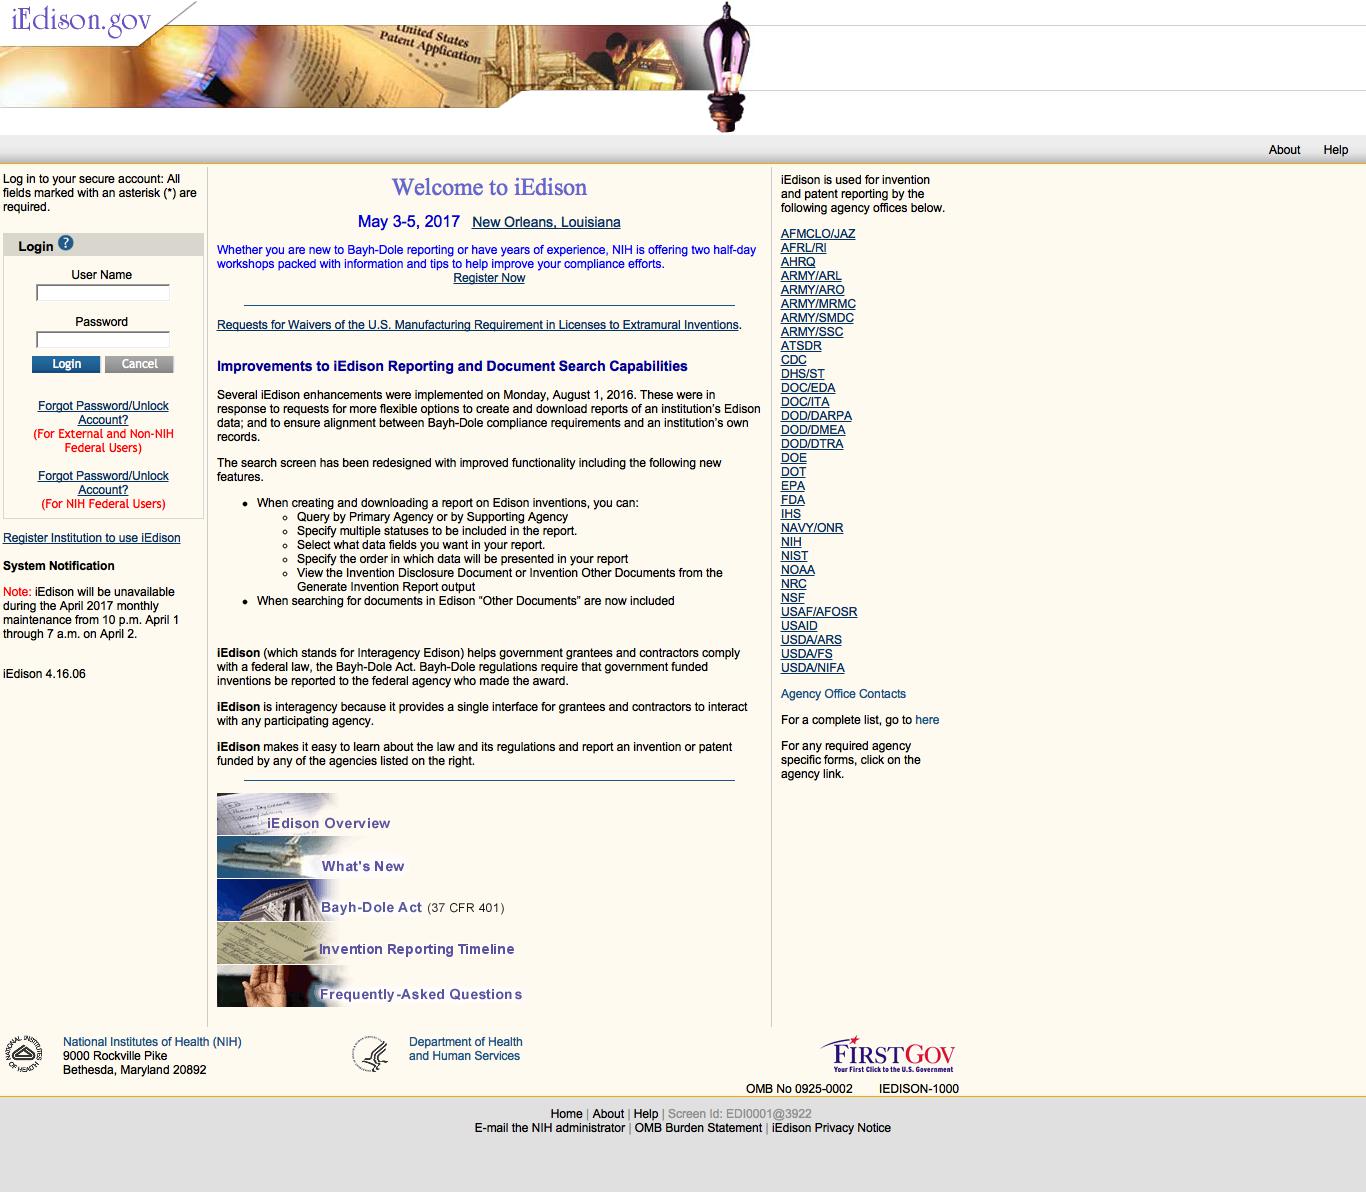 iEdison.gov
United States
Patent Application
About Help
Log in to your secure account: All
fields marked with an asterisk (*) are
required.
Login ?
User Name
Password
Login Cancel
Forgot Password/Unlock
Account?
(For External and Non-NIH
Federal Users)
Forgot Password/Unlock
Account?
(For NIH Federal Users)
Register Institution to use iEdison
System Notification
Note: iEdison will be unavailable
during the April 2017 monthly
maintenance from 10 p.m. April 1
through 7 a.m. on April 2.
iEdison 4.16.06
Welcome to iEdison
May 3-5, 2017 New Orleans, Louisiana
Whether you are new to Bayh-Dole reporting or have years of experience, NIH is offering two half-day
workshops packed with information and tips to help improve your compliance efforts.
Register Now
Requests for Waivers of the U.S. Manufacturing Requirement in Licenses to Extramural Inventions.
Improvements to iEdison Reporting and Document Search Capabilities
Several iEdison enhancements were implemented on Monday, August 1, 2016. These were in
response to requests for more flexible options to create and download reports of an institution's Edison
data; and to ensure alignment between Bayh-Dole compliance requirements and an institution's own
records.
The search screen has been redesigned with improved functionality including the following new
features.
• When creating and downloading a report on Edison inventions, you can:
◦ Query by Primary Agency or by Supporting Agency
◦ Specify multiple statuses to be included in the report.
◦ Select what data fields you want in your report.
◦ Specify the order in which data will be presented in your report
◦ View the Invention Disclosure Document or Invention Other Documents from the
Generate Invention Report output
• When searching for documents in Edison "Other Documents" are now included
iEdison (which stands for Interagency Edison) helps government grantees and contractors comply
with a federal law, the Bayh-Dole Act. Bayh-Dole regulations require that government funded
inventions be reported to the federal agency who made the award.
iEdison is interagency because it provides a single interface for grantees and contractors to interact
with any participating agency.
iEdison makes it easy to learn about the law and its regulations and report an invention or patent
funded by any of the agencies listed on the right.
iEdison Overview
What's New
Bayh-Dole Act (37 CFR 401)
Invention Reporting Timeline
Frequently-Asked Questions
iEdison is used for invention
and patent reporting by the
following agency offices below.
AFMCLO/JAZ
AFRL/RI
AHRQ
ARMY/ARL
ARMY/ARO
ARMY/MRMC
ARMY/SMDC
ARMY/SSC
ATSDR
CDC
DHS/ST
DOC/EDA
DOC/ITA
DOD/DARPA
DOD/DMEA
DOD/DTRA
DOE
DOT
EPA
FDA
IHS
NAVY/ONR
NIH
NIST
NOAA
NRC
NSF
USAF/AFOSR
USAID
USDA/ARS
USDA/FS
USDA/NIFA
Agency Office Contacts
For a complete list, go to here
For any required agency
specific forms, click on the
agency link.
National Institutes of Health (NIH)
9000 Rockville Pike
Bethesda, Maryland 20892
Department of Health
and Human Services
FIRSTGOV
Your First Click to the U.S. Government
OMB No 0925-0002 IEDISON-1000
Home | About | Help | Screen Id: EDI0001@3922
E-mail the NIH administrator | OMB Burden Statement | iEdison Privacy Notice